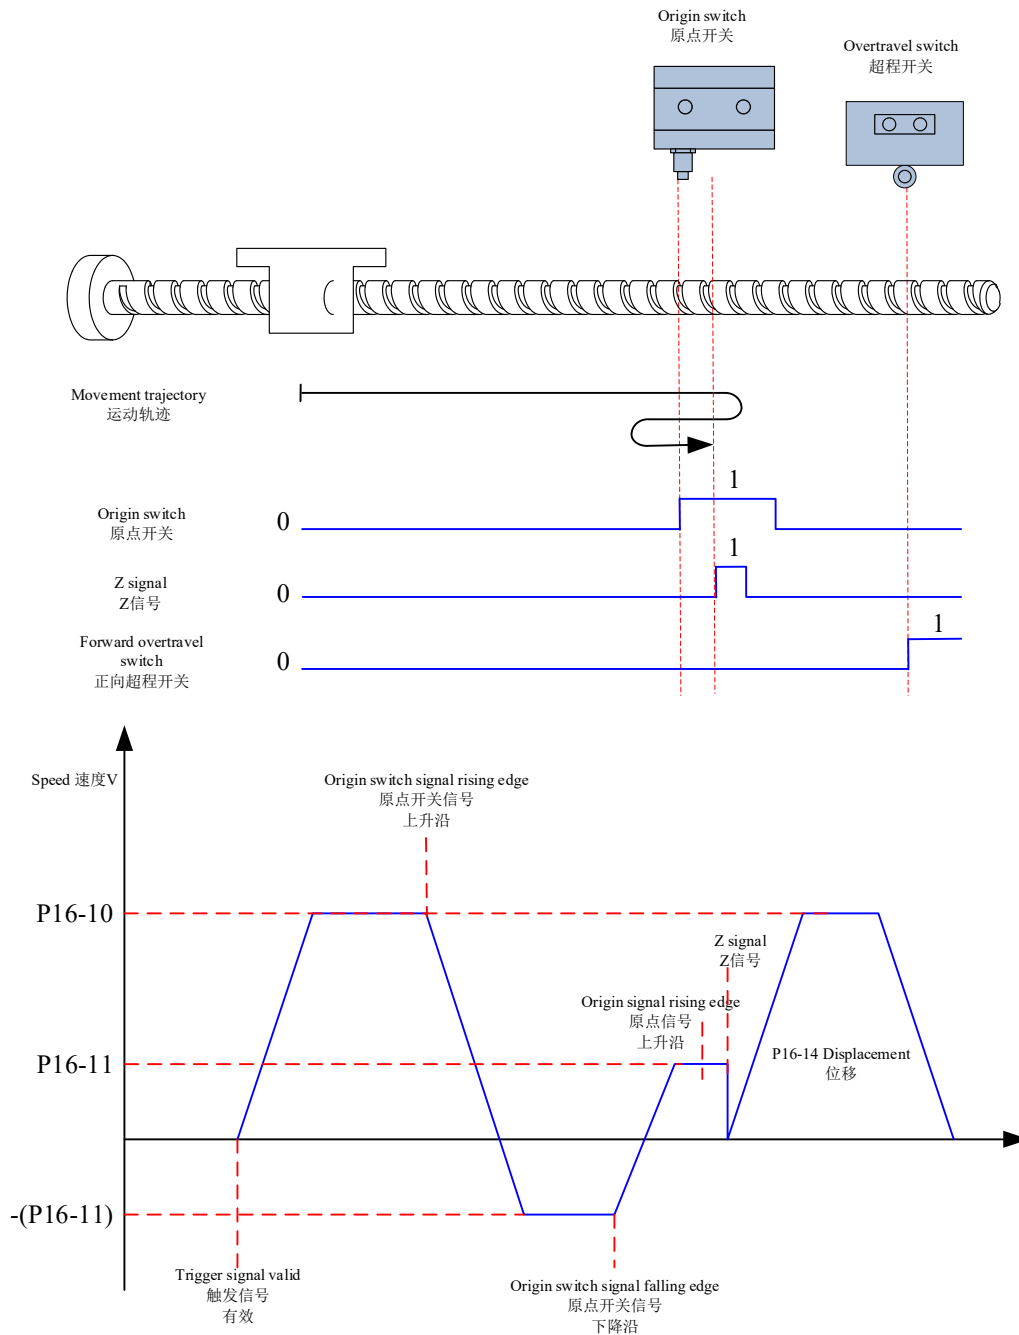 Origin switch
原点开关
Overtravel switch
超程开关
Movement trajectory
运动轨迹
1
Origin switch
原点开关
0
1
Z signal
Z信号
0
1
Forward overtravel
switch
正向超程开关
0
Speed 速度V
Origin switch signal rising edge
原点开关信号
上升沿
P16-10
Z signal
Z信号
Origin signal rising edge
原点信号
上升沿
P16-11
P16-14 Displacement
位移
-(P16-11)
Trigger signal valid
触发信号
有效
Origin switch signal falling edge
原点开关信号
下降沿